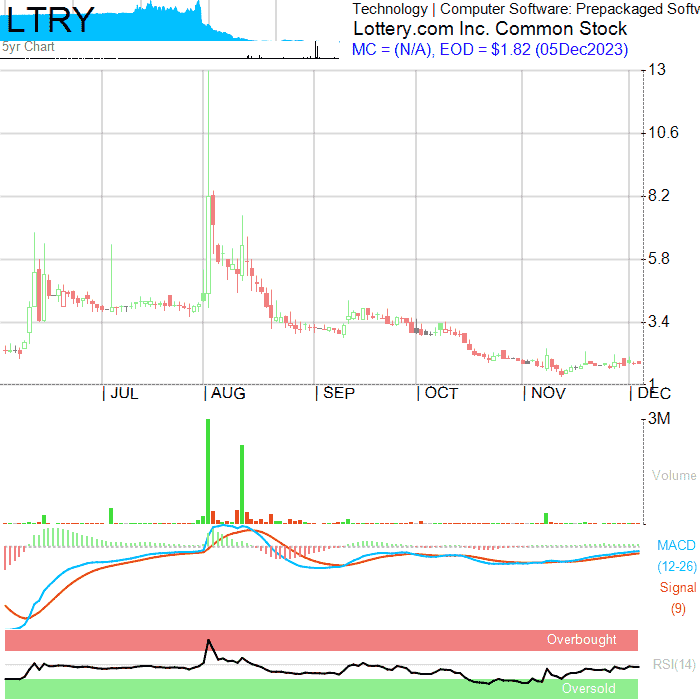 LTRY
5yr Chart
Technology | Computer Software: Prepackaged Softw
Lottery.com Inc. Common Stock
MC = (N/A), EOD = $1.82 (05Dec2023)
13
10.6
8.2
5.8
3.4
1
| JUL | AUG | SEP | OCT | NOV | DEC
3M
Volume
MACD
(12-26)
Signal
(9)
Overbought
RSI(14)
Oversold